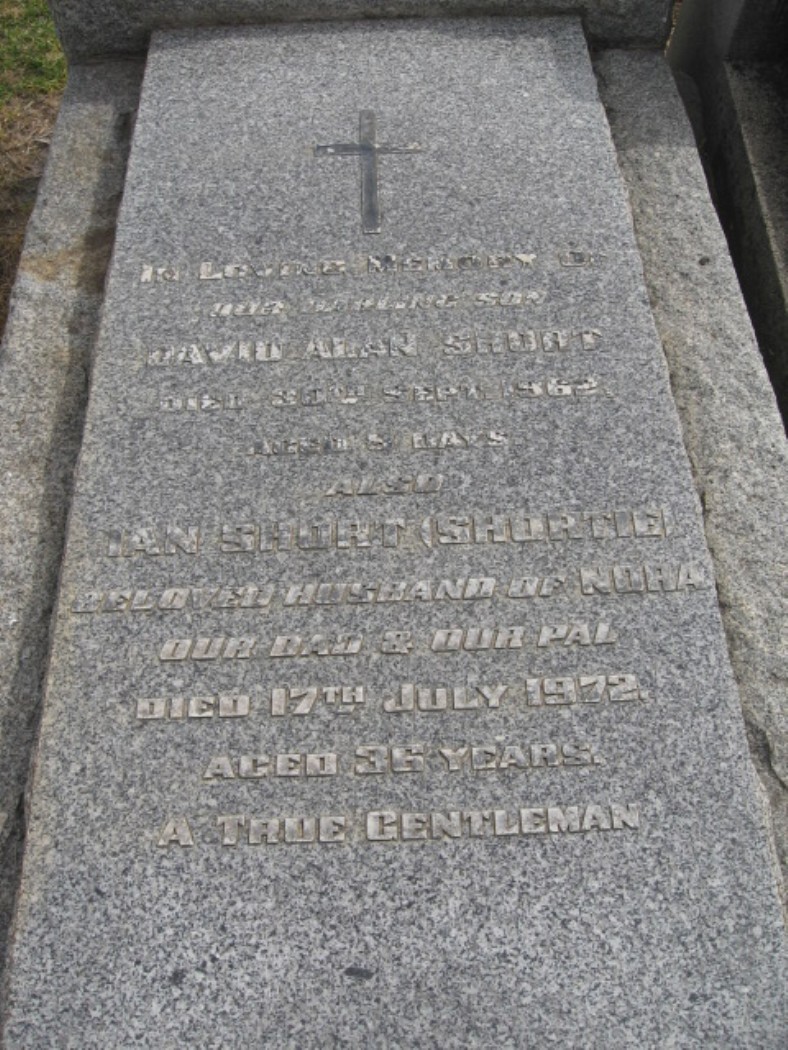 IN LOVING MEMORY OF
OUR DARLING SON
DAVID ALAN SHORT
DIED 30TH SEPT. 1962.
AGED DAYS.
ALSO
IAN SHORT (SHORTIE)
BELOVED HUSBAND OF NORA
OUR DAD & OUR PAL
DIED 17TH JULY 1972.
AGED 36 YEARS.
A TRUE GENTLEMAN